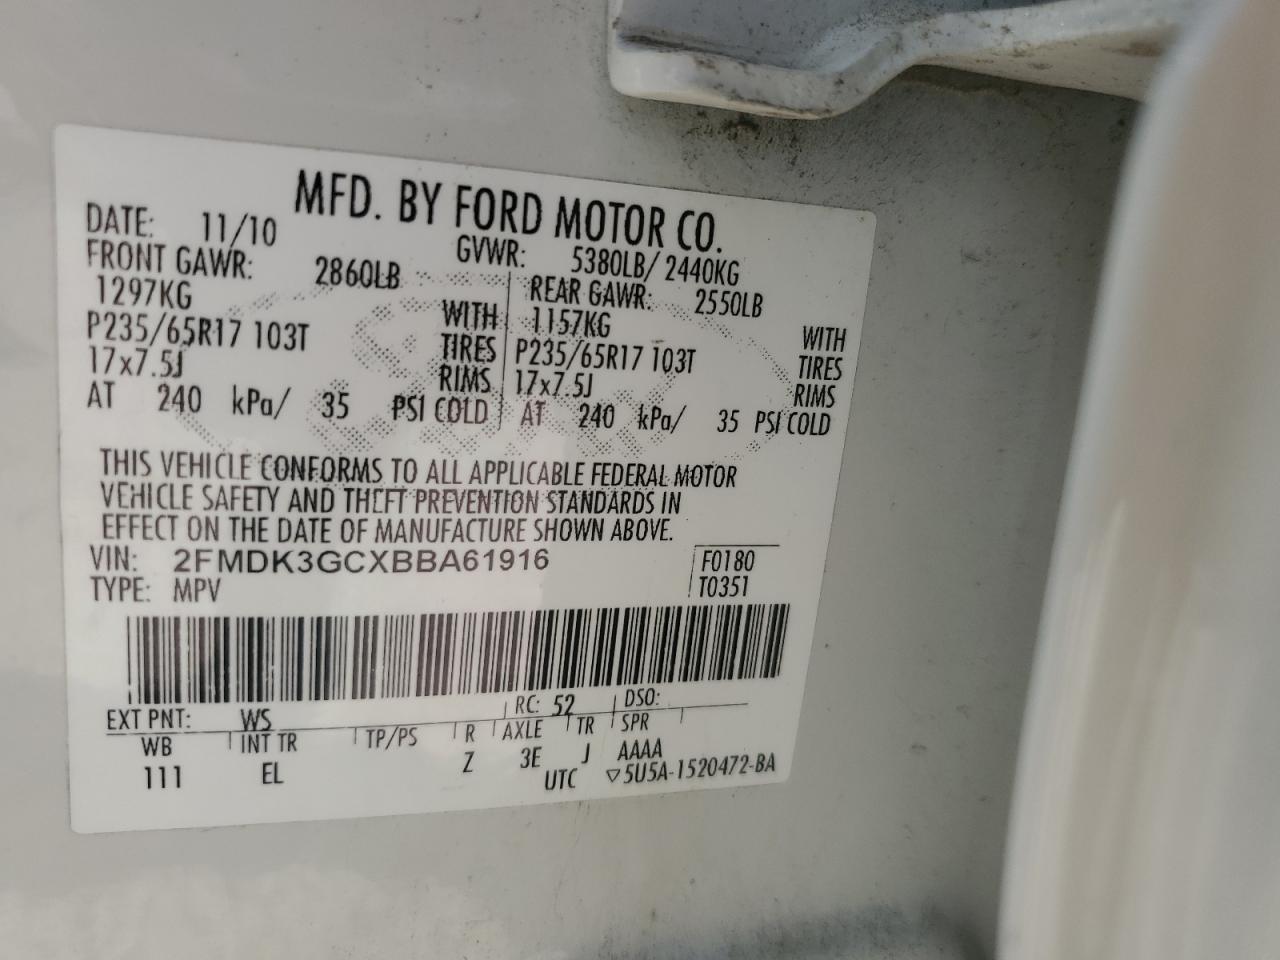 MFD. BY FORD MOTOR CO.
DATE: 11/10 GVWR: 5380LB/ 2440KG
FRONT GAWR: 2860LB REAR GAWR: 2550LB
1297KG WITH 1157KG WITH
P235/65R17 103T TIRES P235/65R17 103T TIRES
17x7.5J RIMS 17x7.5J RIMS
AT 240 kPa/ 35 PSI COLD AT 240 kPa/ 35 PSI COLD
THIS VEHICLE CONFORMS TO ALL APPLICABLE FEDERAL MOTOR
VEHICLE SAFETY AND THEFT PREVENTION STANDARDS IN
EFFECT ON THE DATE OF MANUFACTURE SHOWN ABOVE.
VIN: 2FMDK3GCXBBA61916 F0180
TYPE: MPV T0351
EXT PNT: WS RC: 52 DSO:
WB INT TR TP/PS R AXLE TR SPR
111 EL Z 3E J AAAA
UTC ▽5U5A-1520472-BA